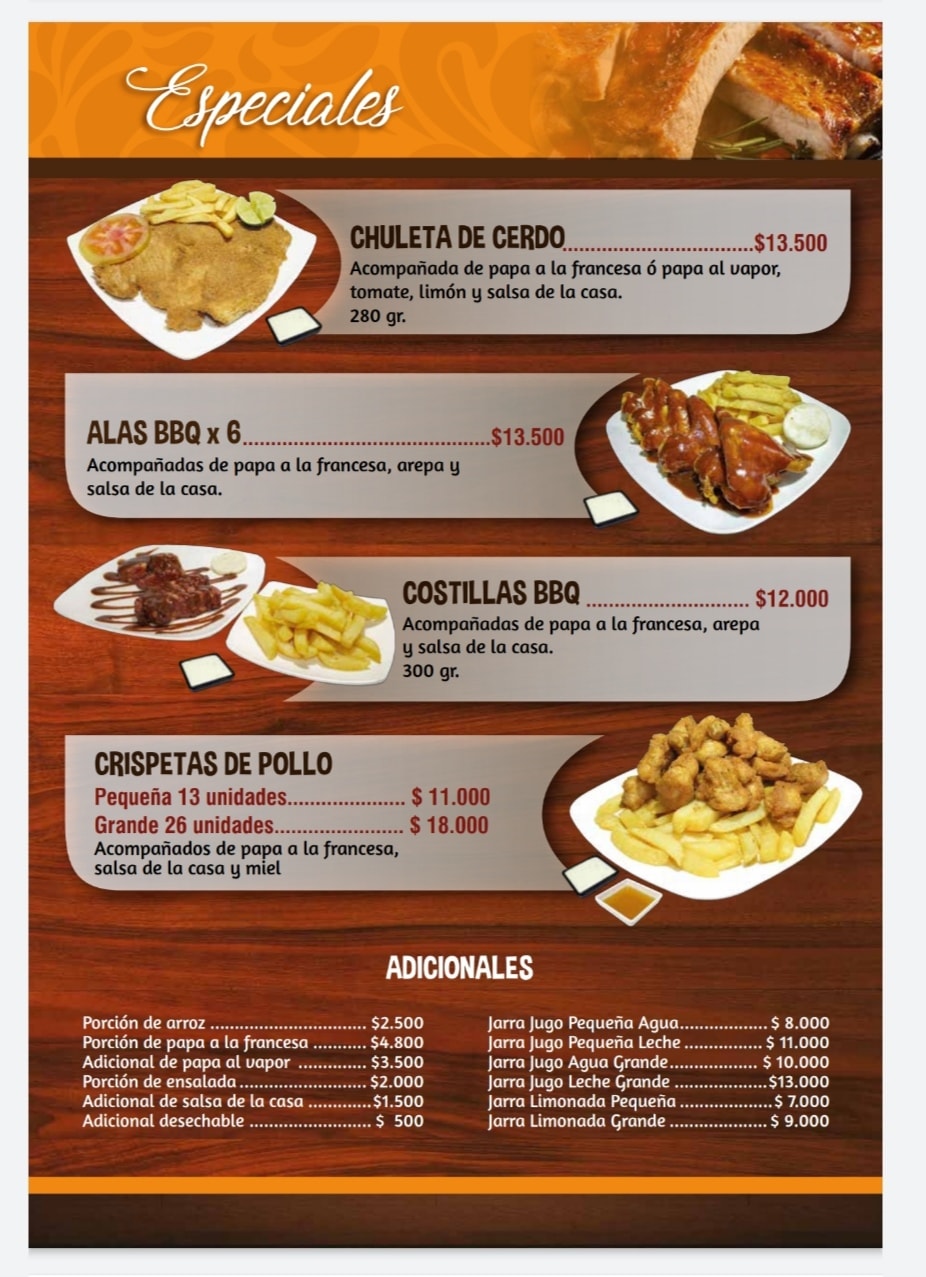 Especiales
CHULETA DE CERDO.................................$13.500
Acompañada de papa a la francesa ó papa al vapor,
tomate, limón y salsa de la casa.
280 gr.
ALAS BBQ x 6...........................................$13.500
Acompañadas de papa a la francesa, arepa y
salsa de la casa.
COSTILLAS BBQ ............................ $12.000
Acompañadas de papa a la francesa, arepa
y salsa de la casa.
300 gr.
CRISPETAS DE POLLO
Pequeña 13 unidades..................... $ 11.000
Grande 26 unidades....................... $ 18.000
Acompañados de papa a la francesa,
salsa de la casa y miel
ADICIONALES
Porción de arroz ................................ $2.500
Porción de papa a la francesa ........... $4.800
Adicional de papa al vapor .............. $3.500
Porción de ensalada...........................$2.000
Adicional de salsa de la casa .............$1.500
Adicional desechable ......................... $ 500
Jarra Jugo Pequeña Agua.................. $ 8.000
Jarra Jugo Pequeña Leche ................ $ 11.000
Jarra Jugo Agua Grande.................. $ 10.000
Jarra Jugo Leche Grande ...................$13.000
Jarra Limonada Pequeña ...................$ 7.000
Jarra Limonada Grande .................... $ 9.000